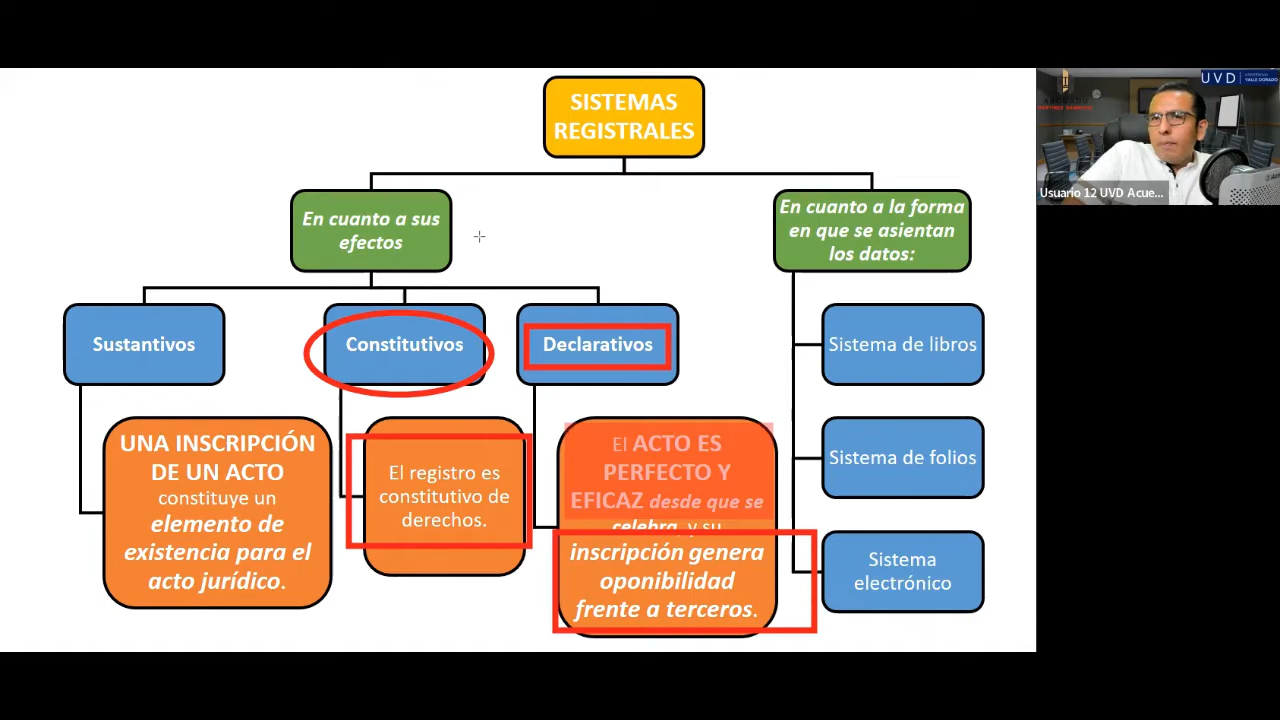 SISTEMAS
REGISTRALES
En cuanto a sus
efectos
En cuanto a la forma
en que se asientan
los datos:
Sustantivos
Constitutivos
Declarativos
Sistema de libros
UNA INSCRIPCIÓN
DE UN ACTO
constituye un
elemento de
existencia para el
acto jurídico.
El registro es
constitutivo de
derechos.
El ACTO ES
PERFECTO Y
EFICAZ desde que se
celebra, y su
inscripción genera
oponibilidad
frente a terceros.
Sistema de folios
Sistema
electrónico
UVD
Usuario 12 UVD Acue...